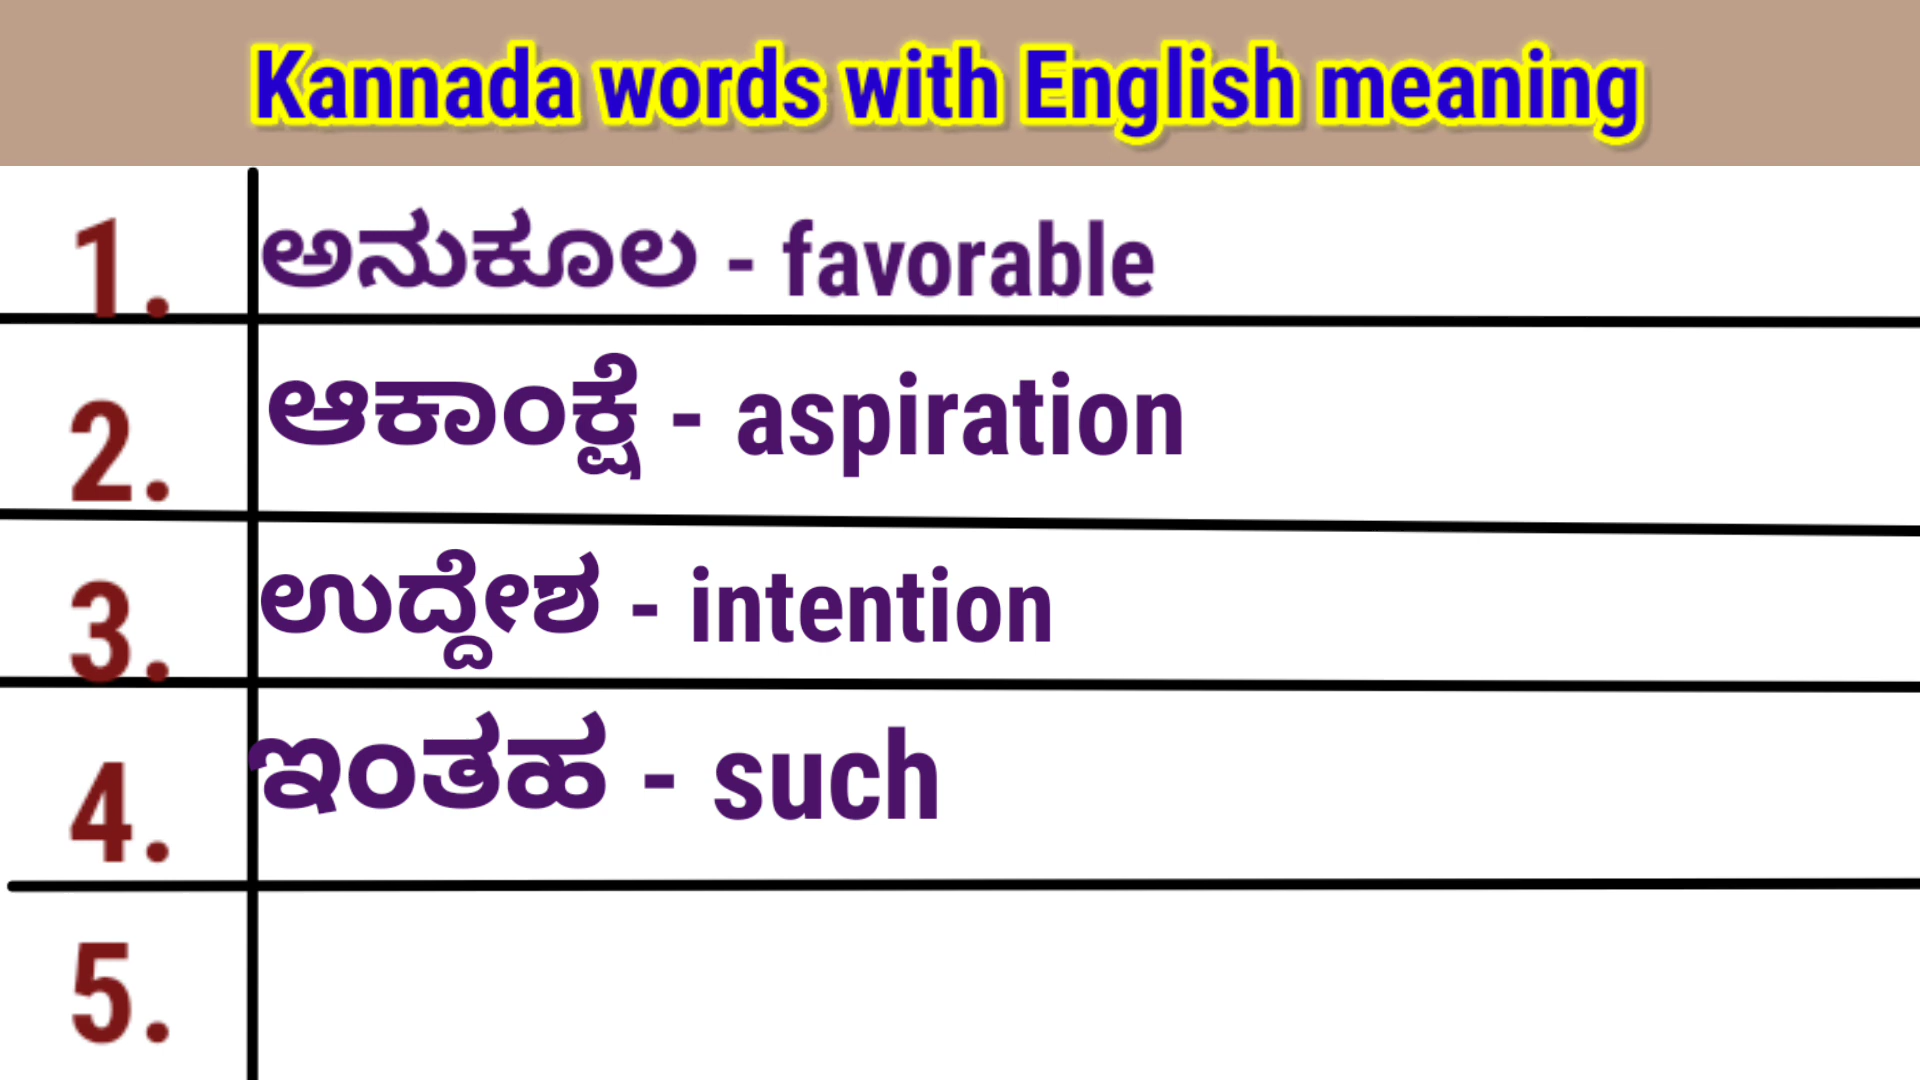 Kannada words with English meaning
1. ಅನುಕೂಲ - favorable
2. ಆಕಾಂಕ್ಷೆ - aspiration
3. ಉದ್ದೇಶ - intention
4. ಇಂತಹ - such
5.